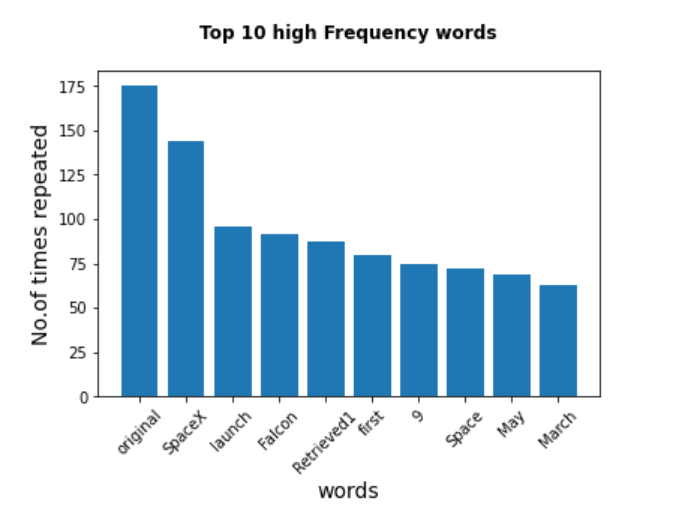 Top 10 high Frequency words
No.of times repeated
175
150
125
100
75
50
25
0
original
SpaceX
launch
Falcon
Retrieved1
first
9
Space
May
March
words